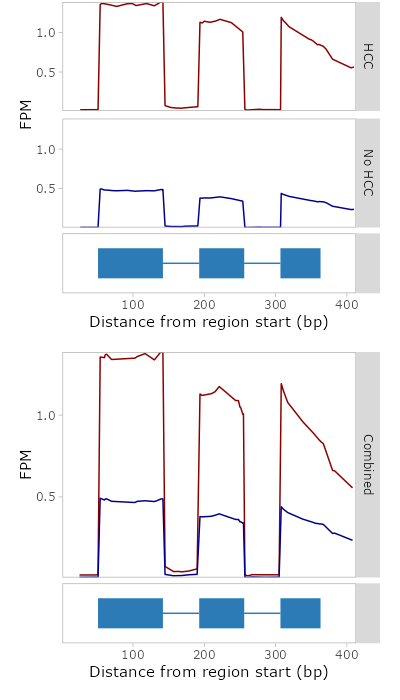 1.0
0.5
HCC
FPM
1.0
0.5
No HCC
100 200 300 400
Distance from region start (bp)
1.0
0.5
FPM
Combined
100 200 300 400
Distance from region start (bp)